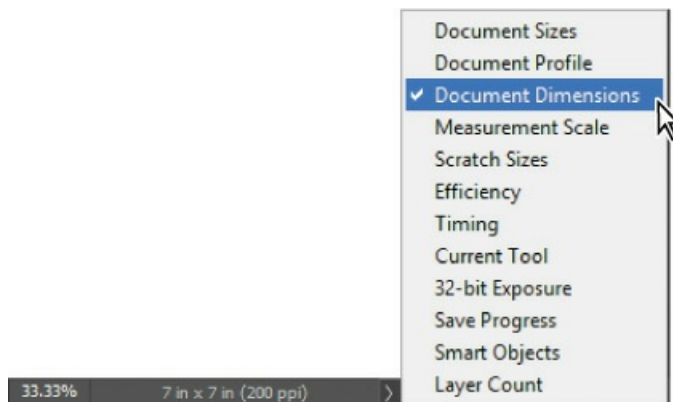 Document Sizes
Document Profile
✓ Document Dimensions
Measurement Scale
Scratch Sizes
Efficiency
Timing
Current Tool
32-bit Exposure
Save Progress
Smart Objects
Layer Count
33.33% 7 in x 7 in (200 ppi) >